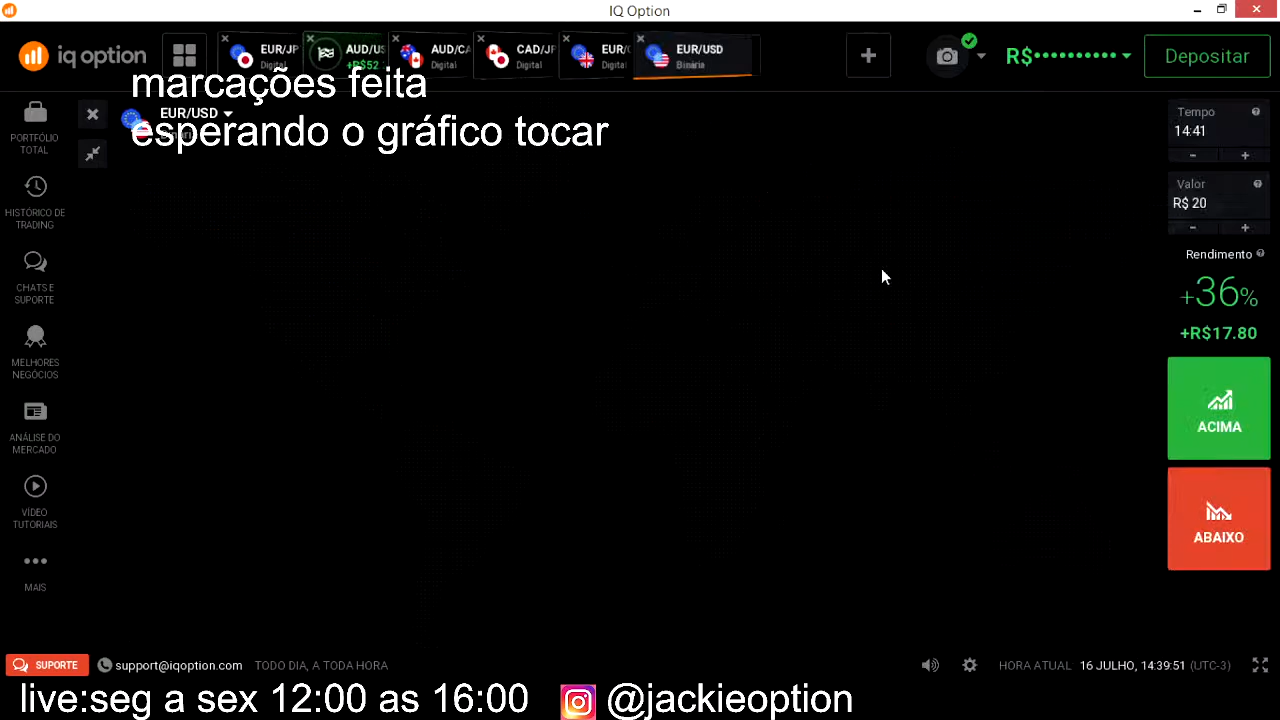 IQ Option
iq option
EUR/JP
Digital
AUD/US
+R$52
AUD/CA
Digital
CAD/JP
Digital
EUR/
Digital
EUR/USD
Binária
R$••••••••••
Depositar
marcações feita
esperando o gráfico tocar
EUR/USD
PORTFÓLIO
TOTAL
HISTÓRICO DE
TRADING
CHATS E
SUPORTE
MELHORES
NEGÓCIOS
ANÁLISE DO
MERCADO
VÍDEO
TUTORIAIS
MAIS
Tempo
14:41
- +
Valor
R$ 20
- +
Rendimento
+36%
+R$17.80
ACIMA
ABAIXO
SUPORTE
support@iqoption.com
TODO DIA, A TODA HORA
HORA ATUAL: 16 JULHO, 14:39:51 (UTC-3)
live:seg a sex 12:00 as 16:00 @jackieoption